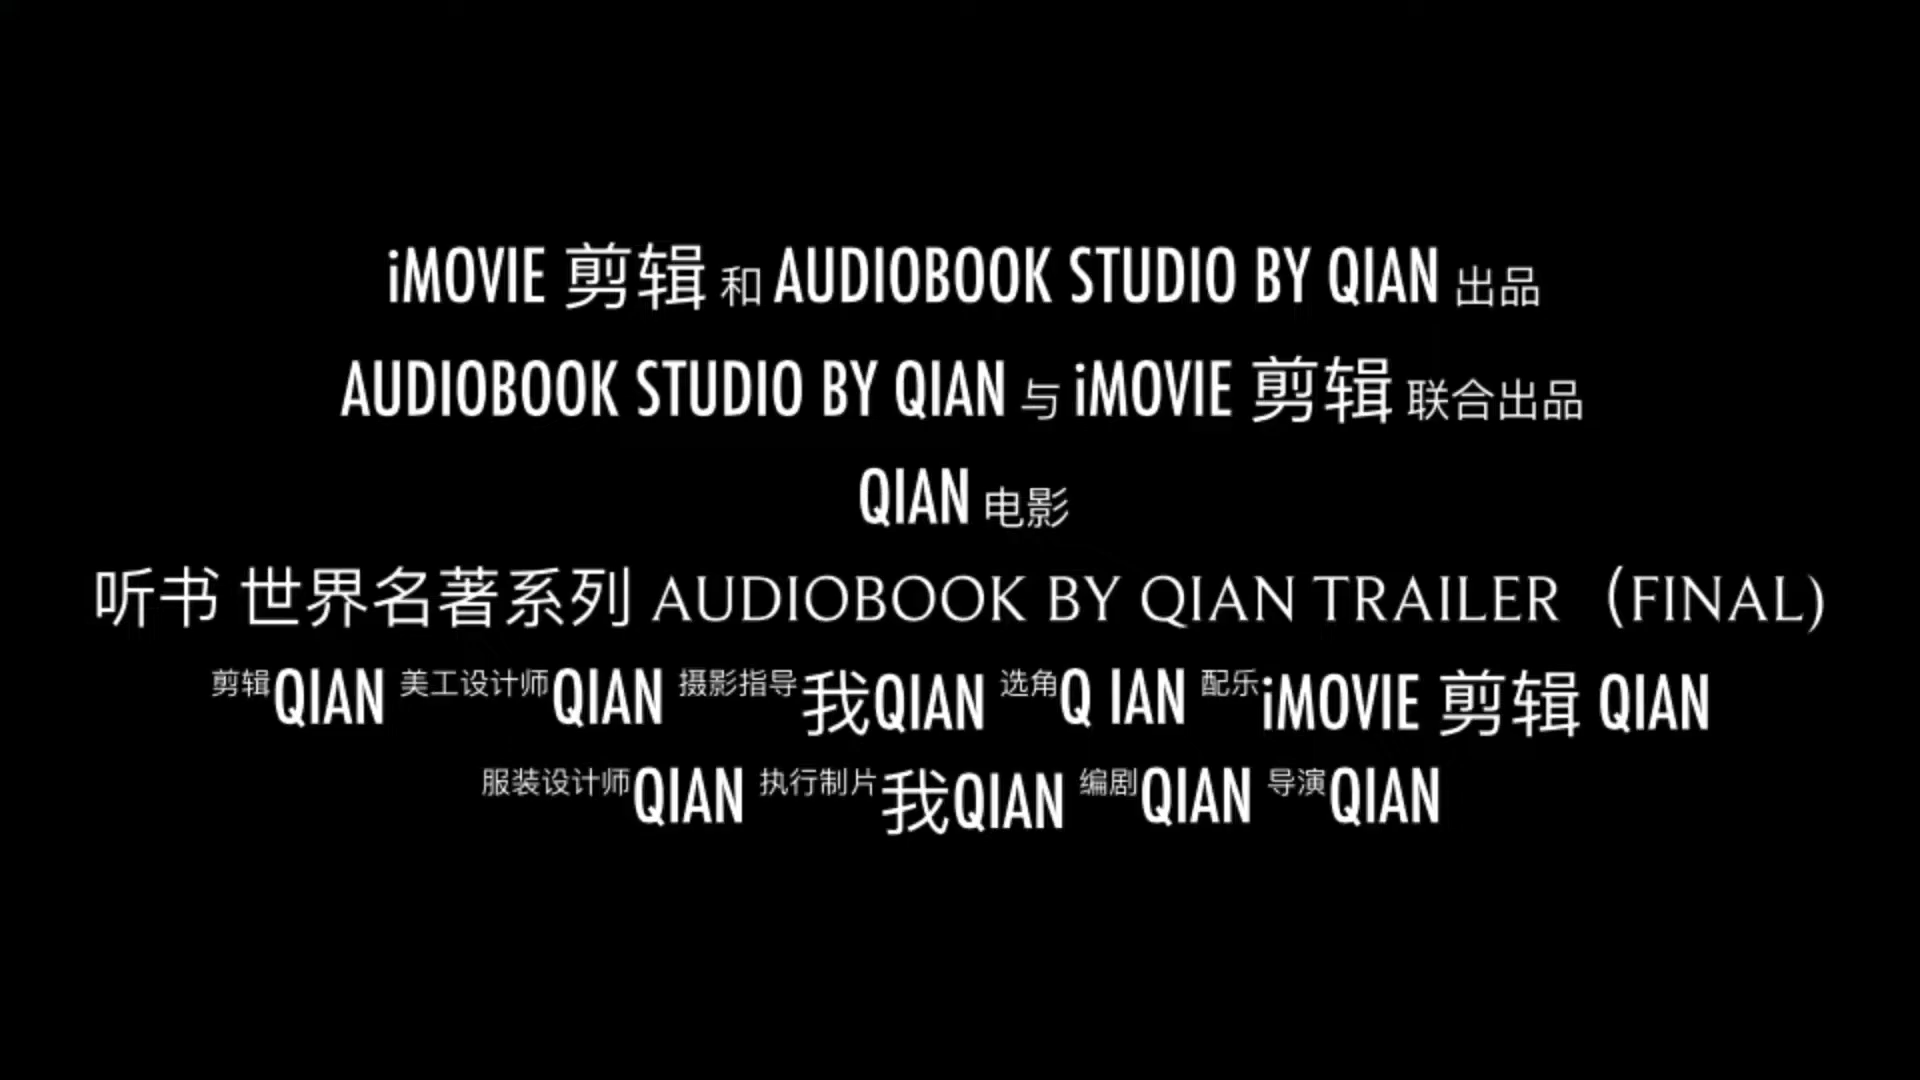 iMOVIE 剪辑 和 AUDIOBOOK STUDIO BY QIAN 出品
AUDIOBOOK STUDIO BY QIAN 与 iMOVIE 剪辑 联合出品
QIAN 电影
听书 世界名著系列 AUDIOBOOK BY QIAN TRAILER（FINAL)
剪辑QIAN 美工设计师QIAN 摄影指导我QIAN 选角Q IAN 配乐iMOVIE 剪辑 QIAN
服装设计师QIAN 执行制片我QIAN 编剧QIAN 导演QIAN